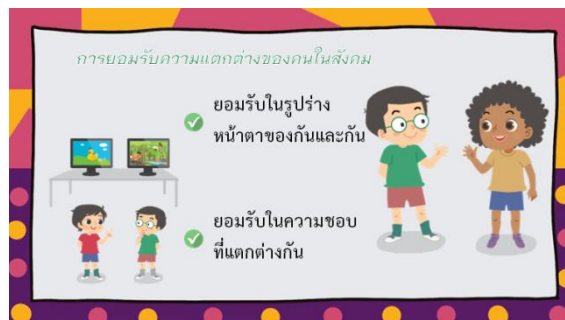 การยอมรับความแตกต่างของคนในสังคม
ยอมรับในรูปร่าง
หน้าตาของกันและกัน
ยอมรับในความชอบ
ที่แตกต่างกัน